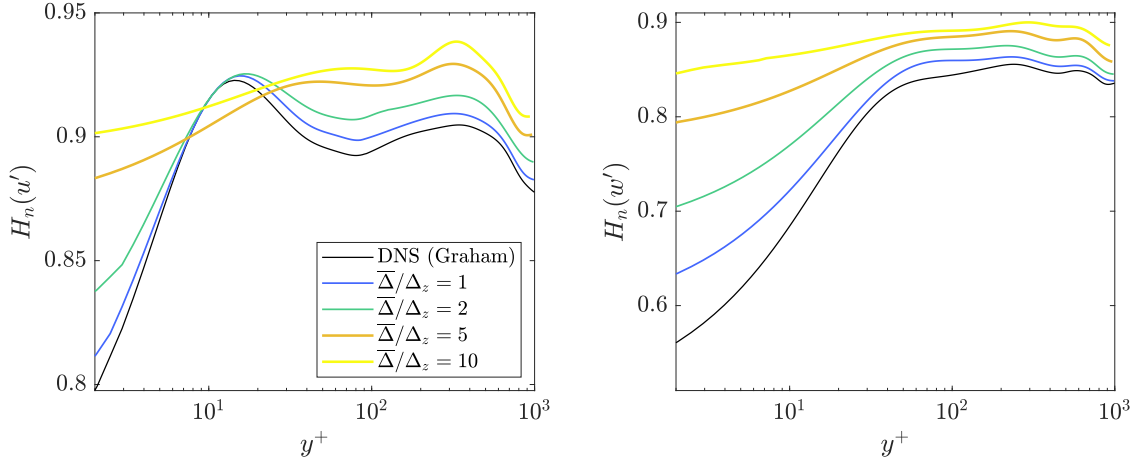 0.95
0.9
0.85
0.8
H_n(u′)
10^1
10^2
10^3
y^+
DNS (Graham)
Δ̅/Δ_z = 1
Δ̅/Δ_z = 2
Δ̅/Δ_z = 5
Δ̅/Δ_z = 10
0.9
0.8
0.7
0.6
H_n(w′)
10^1
10^2
10^3
y^+